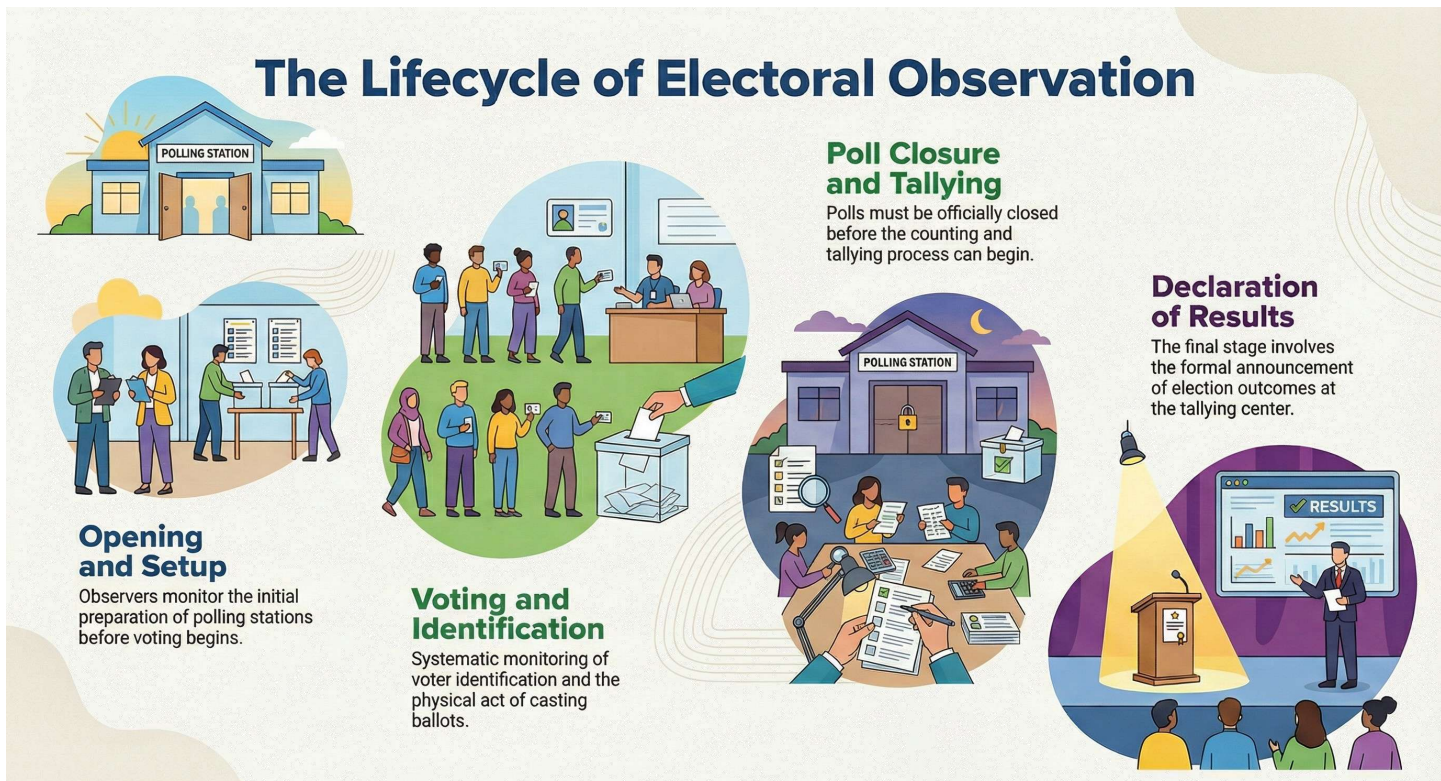 The Lifecycle of Electoral Observation
POLLING STATION
Opening
and Setup
Observers monitor the initial
preparation of polling stations
before voting begins.
Voting and
Identification
Systematic monitoring of
voter identification and the
physical act of casting
ballots.
Poll Closure
and Tallying
Polls must be officially closed
before the counting and
tallying process can begin.
POLLING STATION
Declaration
of Results
The final stage involves
the formal announcement
of election outcomes at
the tallying center.
RESULTS